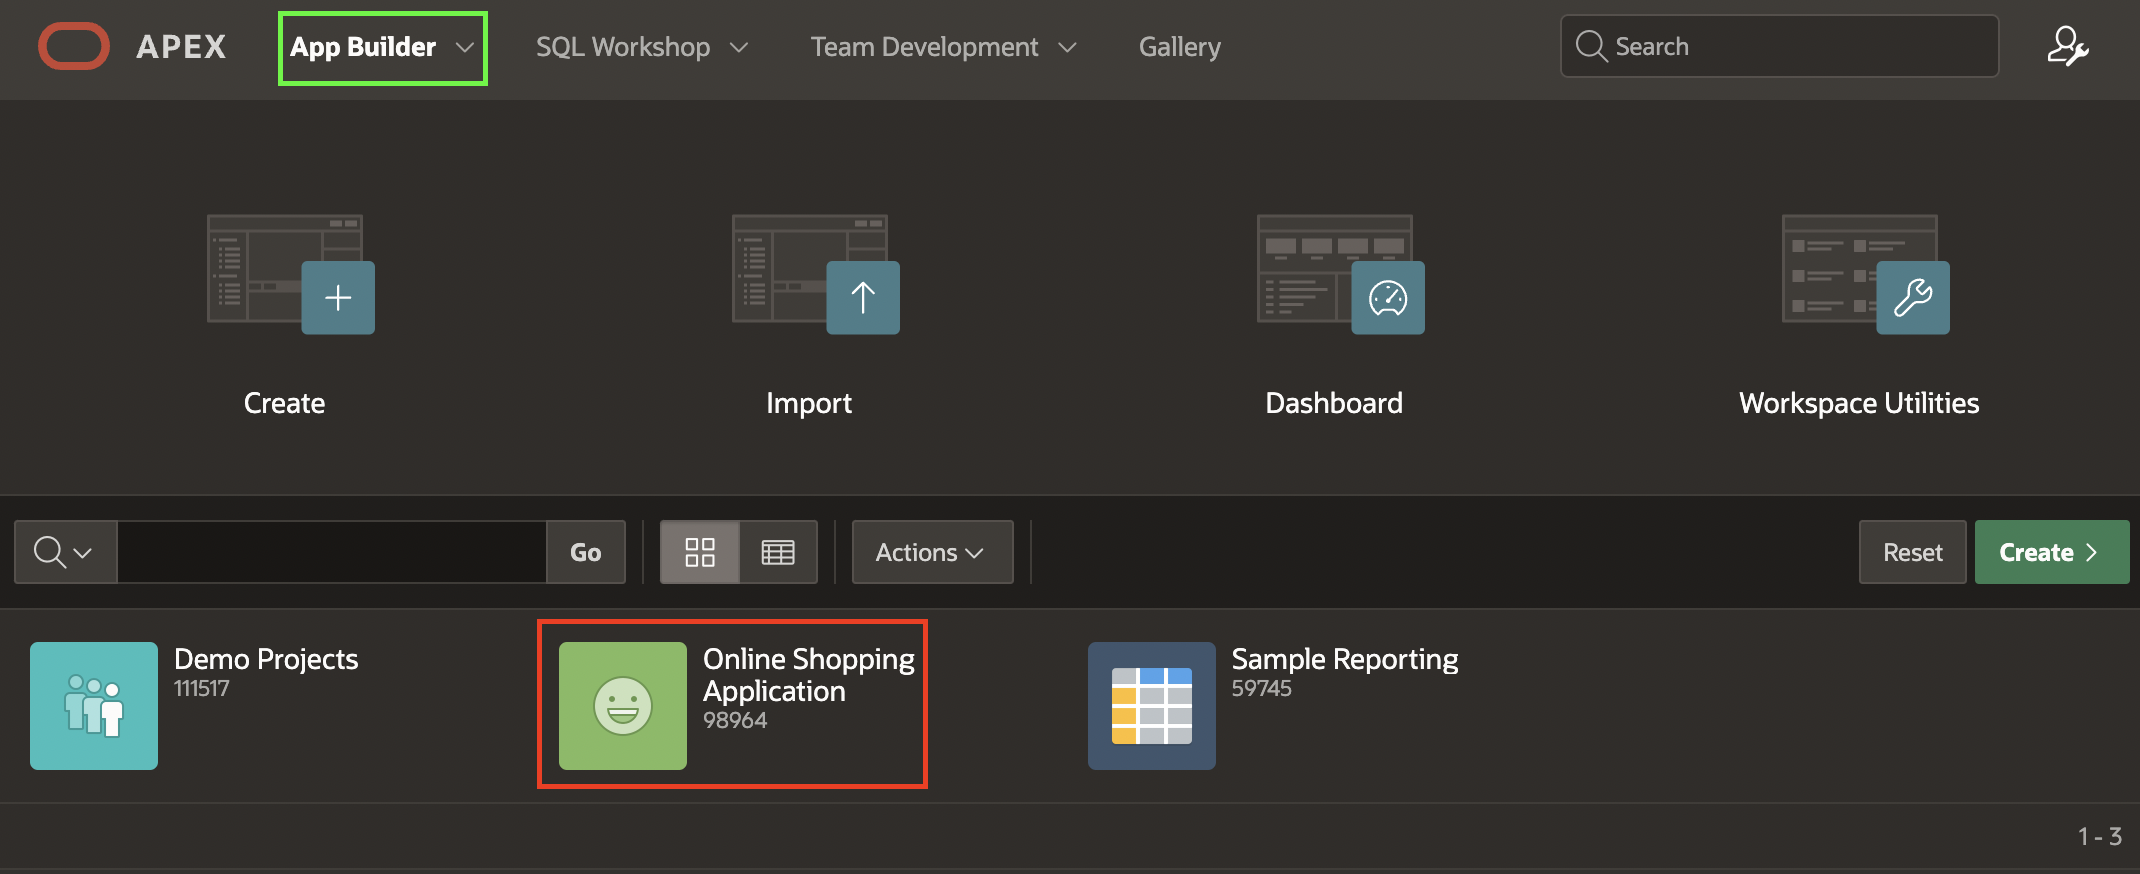 APEX App Builder SQL Workshop Team Development Gallery Search
Create Import Dashboard Workspace Utilities
Go Actions Reset Create
Demo Projects
111517
Online Shopping
Application
98964
Sample Reporting
59745
1 - 3